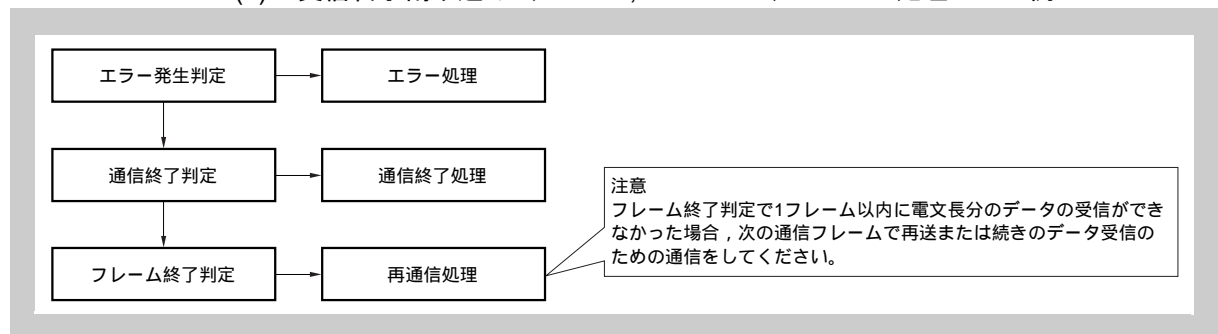 エラー発生判定
エラー処理
通信終了判定
通信終了処理
フレーム終了判定
再通信処理
注意
フレーム終了判定で1フレーム以内に電文長分のデータの受信ができ
なかった場合，次の通信フレームで再送または続きのデータ受信の
ための通信をしてください。